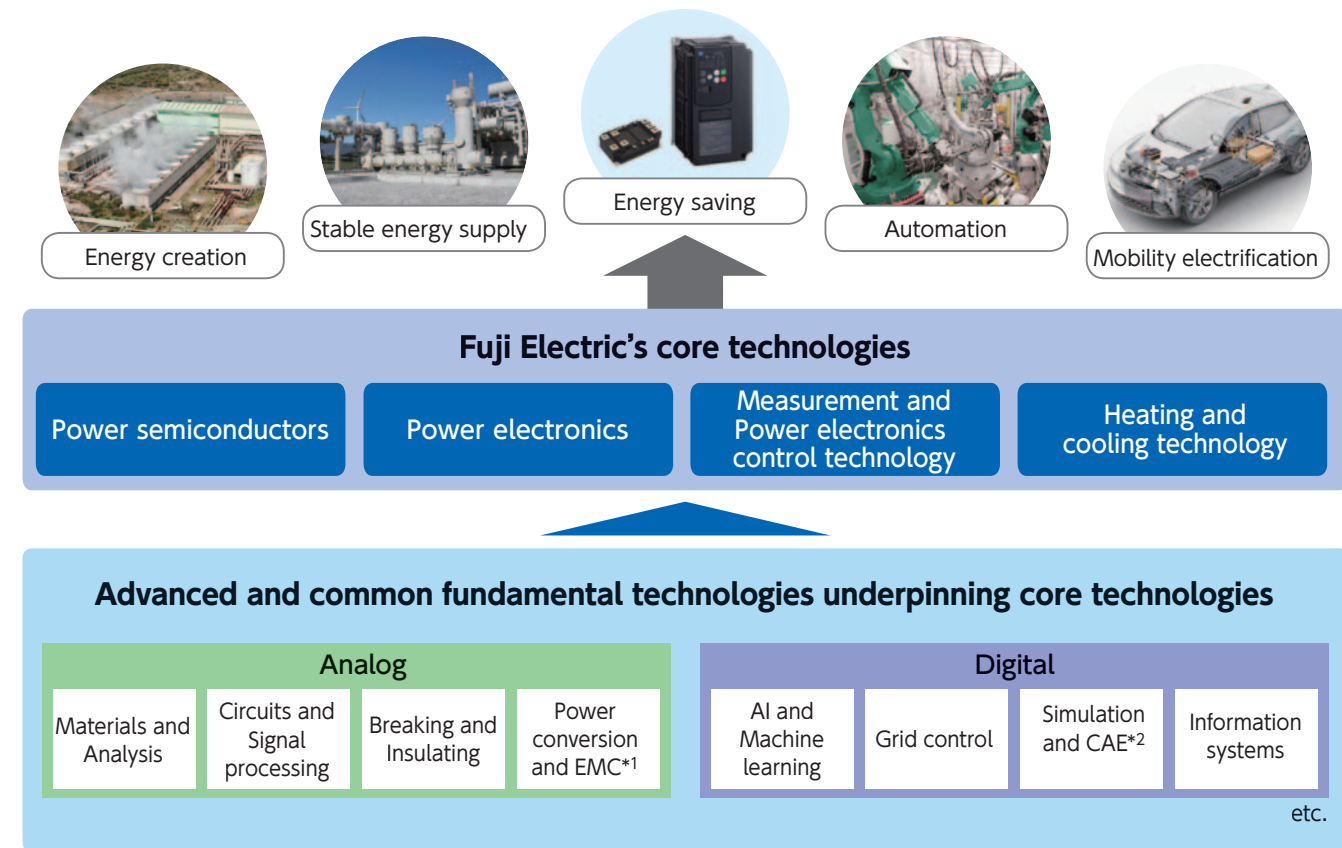 Energy creation
Stable energy supply
Energy saving
Automation
Mobility electrification
Fuji Electric’s core technologies
Power semiconductors
Power electronics
Measurement and
Power electronics
control technology
Heating and
cooling technology
Advanced and common fundamental technologies underpinning core technologies
Analog
Materials and
Analysis
Circuits and
Signal
processing
Breaking and
Insulating
Power
conversion
and EMC*1
Digital
AI and
Machine
learning
Grid control
Simulation
and CAE*2
Information
systems
etc.